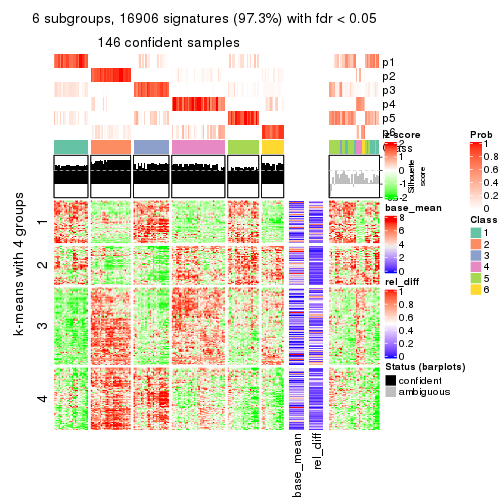 6 subgroups, 16906 signatures (97.3%) with fdr < 0.05
146 confident samples
p1
p2
p3
p4
p5
p6
Class
Silhouette
score
k-means with 4 groups
1
2
3
4
base_mean
rel_diff
z-score
2
1
0
-1
-2
base_mean
8
6
4
2
0
rel_diff
1
0.8
0.6
0.4
0.2
0
Status (barplots)
confident
ambiguous
Prob
1
0.8
0.6
0.4
0.2
0
Class
1
2
3
4
5
6